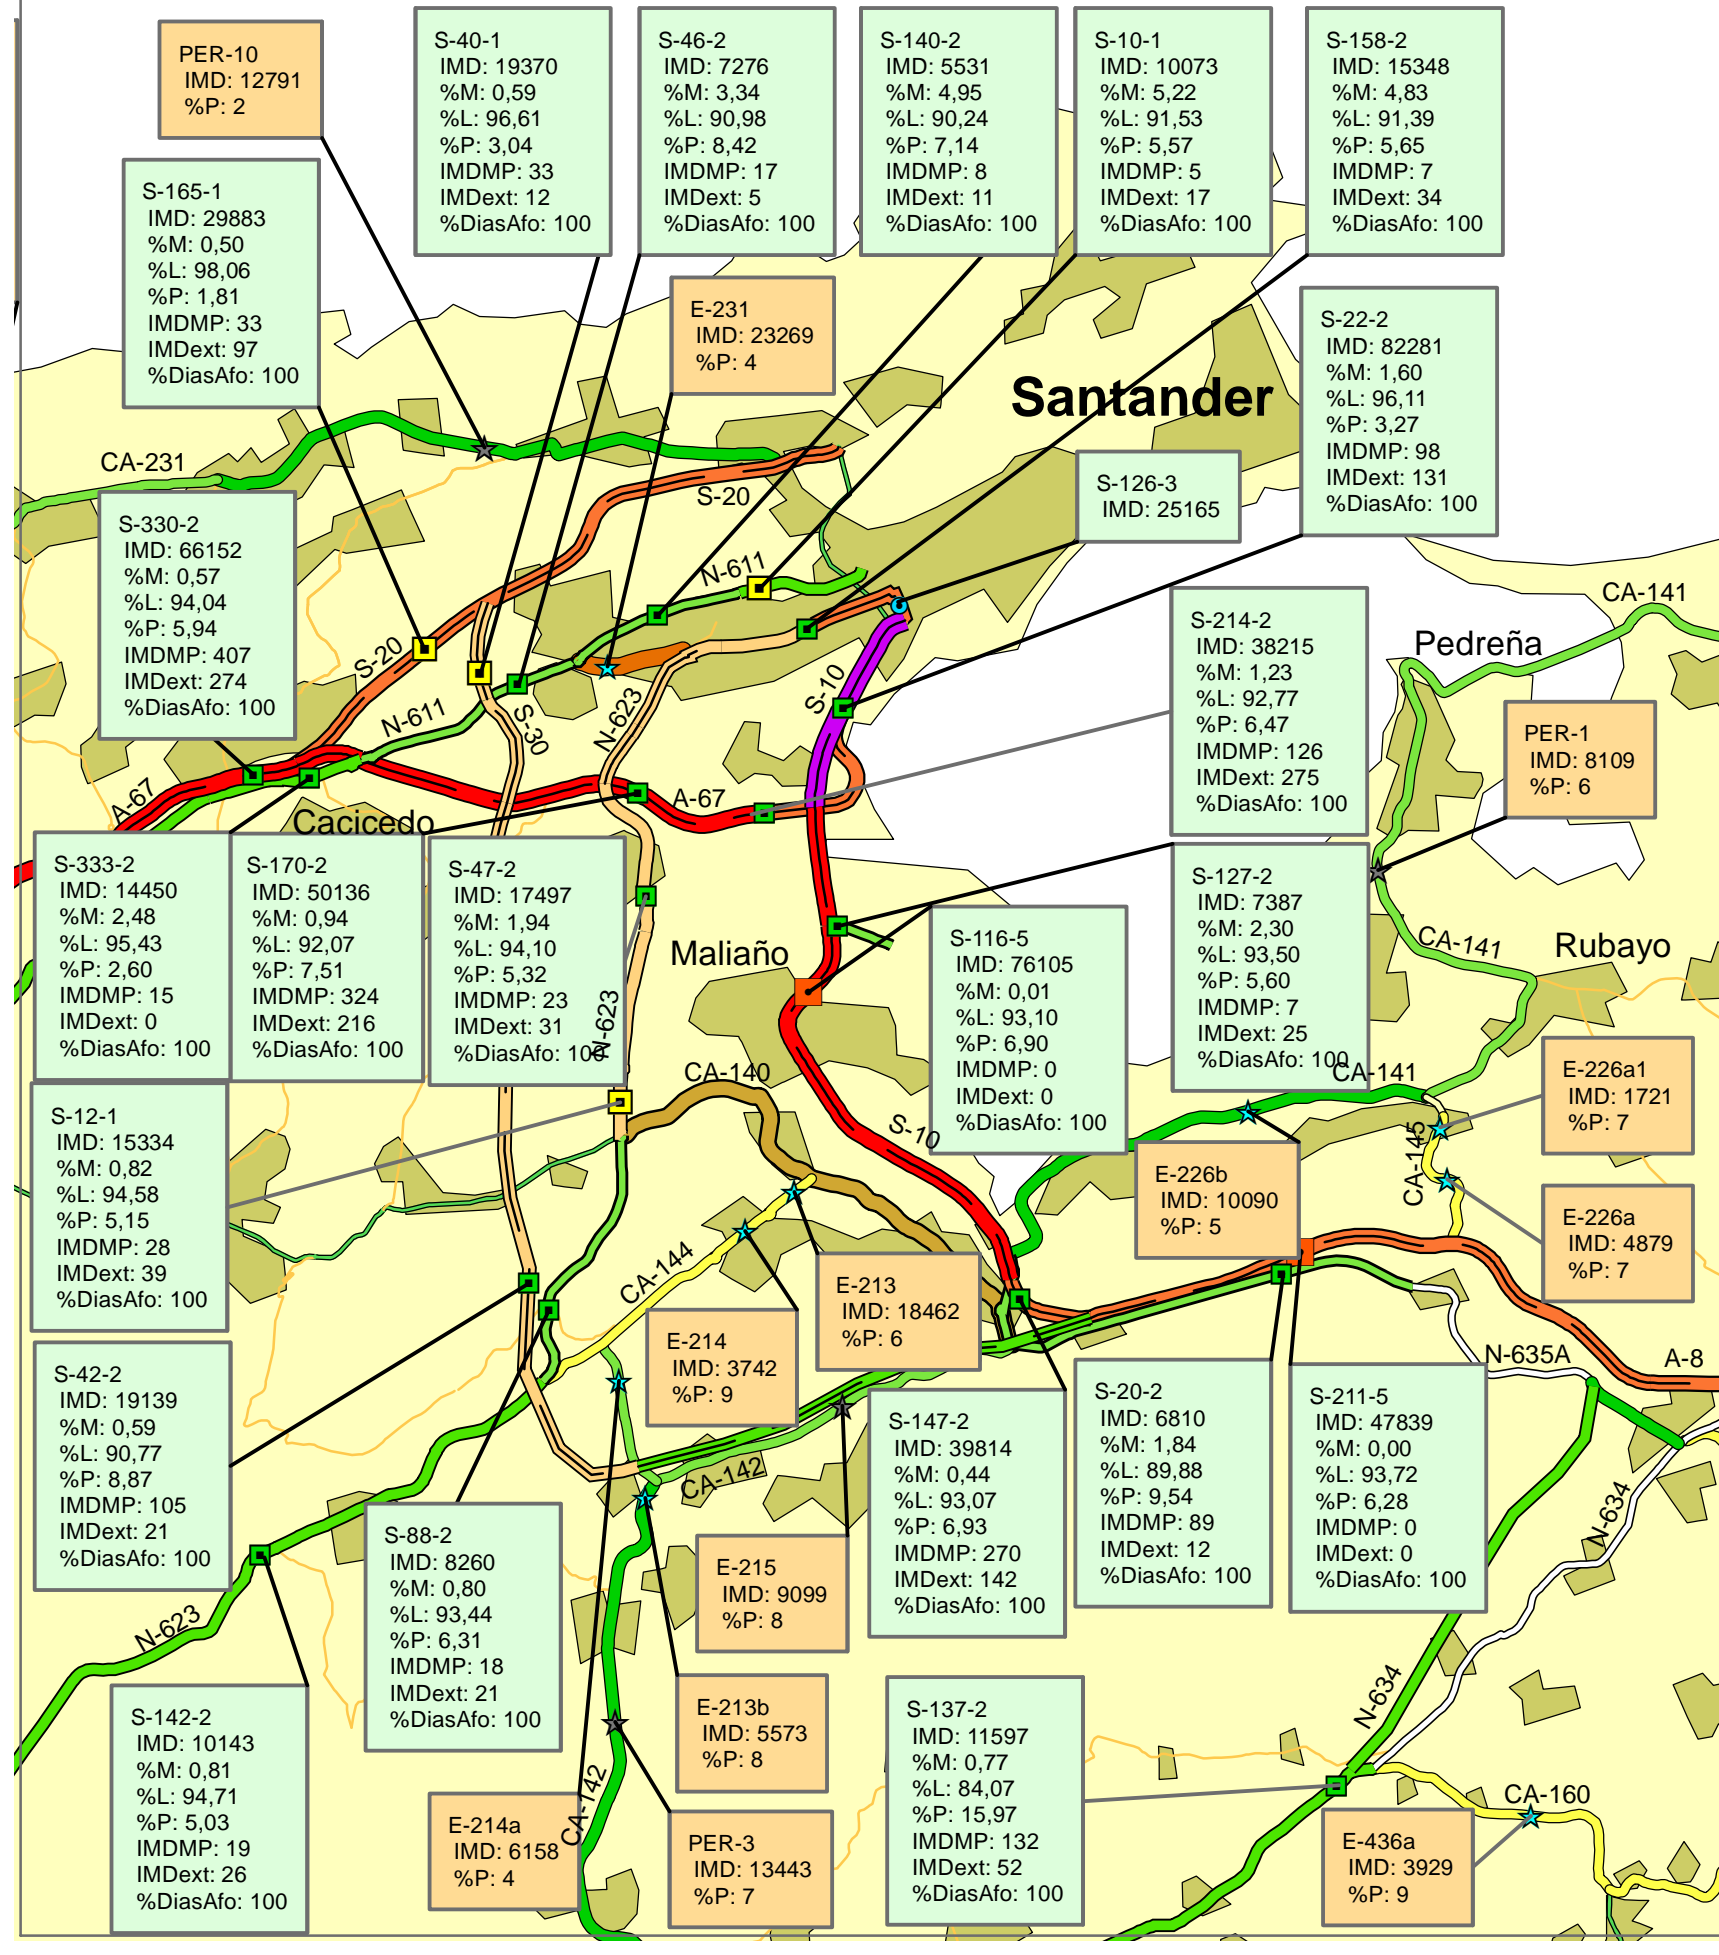 PER-10
IMD: 12791
%P: 2
S-40-1
IMD: 19370
%M: 0,59
%L: 96,61
%P: 3,04
IMDMP: 33
IMDext: 12
%DiasAfo: 100
S-46-2
IMD: 7276
%M: 3,34
%L: 90,98
%P: 8,42
IMDMP: 17
IMDext: 5
%DiasAfo: 100
S-140-2
IMD: 5531
%M: 4,95
%L: 90,24
%P: 7,14
IMDMP: 8
IMDext: 11
%DiasAfo: 100
S-10-1
IMD: 10073
%M: 5,22
%L: 91,53
%P: 5,57
IMDMP: 5
IMDext: 17
%DiasAfo: 100
S-158-2
IMD: 15348
%M: 4,83
%L: 91,39
%P: 5,65
IMDMP: 7
IMDext: 34
%DiasAfo: 100
S-165-1
IMD: 29883
%M: 0,50
%L: 98,06
%P: 1,81
IMDMP: 33
IMDext: 97
%DiasAfo: 100
E-231
IMD: 23269
%P: 4
S-22-2
IMD: 82281
%M: 1,60
%L: 96,11
%P: 3,27
IMDMP: 98
IMDext: 131
%DiasAfo: 100
Santander
CA-231
S-20
S-126-3
IMD: 25165
S-330-2
IMD: 66152
%M: 0,57
%L: 94,04
%P: 5,94
IMDMP: 407
IMDext: 274
%DiasAfo: 100
N-611
CA-141
S-214-2
IMD: 38215
%M: 1,23
%L: 92,77
%P: 6,47
IMDMP: 126
IMDext: 275
%DiasAfo: 100
Pedreña
S-20
N-611
S-30
N-623
S-10
PER-1
IMD: 8109
%P: 6
A-67
A-67
Cacicedo
S-333-2
IMD: 14450
%M: 2,48
%L: 95,43
%P: 2,60
IMDMP: 15
IMDext: 0
%DiasAfo: 100
S-170-2
IMD: 50136
%M: 0,94
%L: 92,07
%P: 7,51
IMDMP: 324
IMDext: 216
%DiasAfo: 100
S-47-2
IMD: 17497
%M: 1,94
%L: 94,10
%P: 5,32
IMDMP: 23
IMDext: 31
%DiasAfo: 100
N-623
Maliaño
S-127-2
IMD: 7387
%M: 2,30
%L: 93,50
%P: 5,60
IMDMP: 7
IMDext: 25
%DiasAfo: 100
S-116-5
IMD: 76105
%M: 0,01
%L: 93,10
%P: 6,90
IMDMP: 0
IMDext: 0
%DiasAfo: 100
CA-141
Rubayo
CA-140
CA-141
E-226a1
IMD: 1721
%P: 7
S-12-1
IMD: 15334
%M: 0,82
%L: 94,58
%P: 5,15
IMDMP: 28
IMDext: 39
%DiasAfo: 100
S-10
E-226b
IMD: 10090
%P: 5
CA-145
E-226a
IMD: 4879
%P: 7
CA-144
E-213
IMD: 18462
%P: 6
E-214
IMD: 3742
%P: 9
S-42-2
IMD: 19139
%M: 0,59
%L: 90,77
%P: 8,87
IMDMP: 105
IMDext: 21
%DiasAfo: 100
N-635A
A-8
S-147-2
IMD: 39814
%M: 0,44
%L: 93,07
%P: 6,93
IMDMP: 270
IMDext: 142
%DiasAfo: 100
S-20-2
IMD: 6810
%M: 1,84
%L: 89,88
%P: 9,54
IMDMP: 89
IMDext: 12
%DiasAfo: 100
S-211-5
IMD: 47839
%M: 0,00
%L: 93,72
%P: 6,28
IMDMP: 0
IMDext: 0
%DiasAfo: 100
CA-142
N-634
S-88-2
IMD: 8260
%M: 0,80
%L: 93,44
%P: 6,31
IMDMP: 18
IMDext: 21
%DiasAfo: 100
E-215
IMD: 9099
%P: 8
N-623
S-142-2
IMD: 10143
%M: 0,81
%L: 94,71
%P: 5,03
IMDMP: 19
IMDext: 26
%DiasAfo: 100
E-213b
IMD: 5573
%P: 8
S-137-2
IMD: 11597
%M: 0,77
%L: 84,07
%P: 15,97
IMDMP: 132
IMDext: 52
%DiasAfo: 100
N-634
CA-142
E-214a
IMD: 6158
%P: 4
PER-3
IMD: 13443
%P: 7
CA-160
E-436a
IMD: 3929
%P: 9